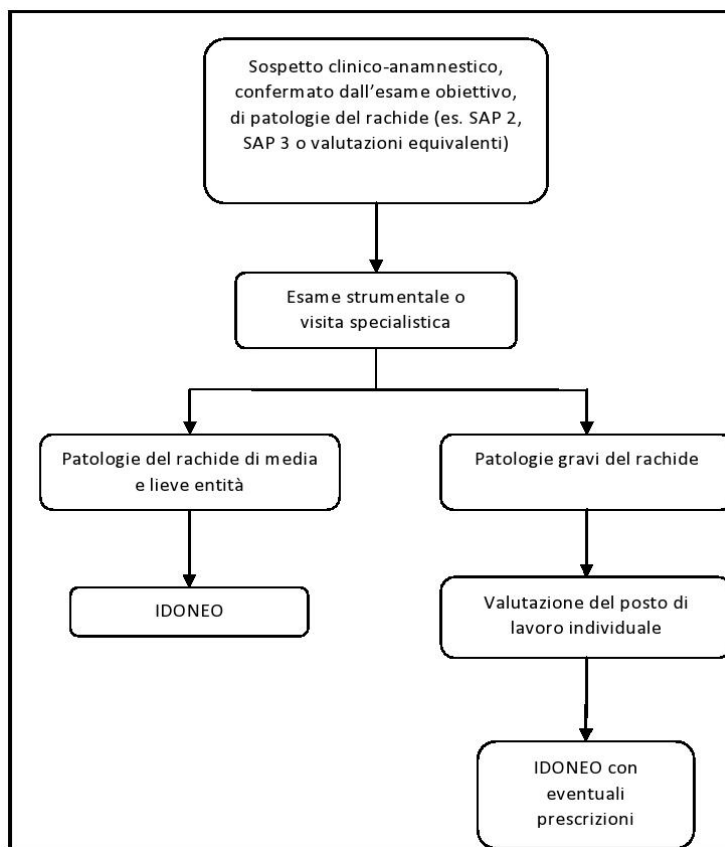 Sospetto clinico-anamnestico,
confermato dall'esame obiettivo,
di patologie del rachide (es. SAP 2,
SAP 3 o valutazioni equivalenti)
Esame strumentale o
visita specialistica
Patologie del rachide di media
e lieve entità
Patologie gravi del rachide
IDONEO
Valutazione del posto di
lavoro individuale
IDONEO con
eventuali
prescrizioni